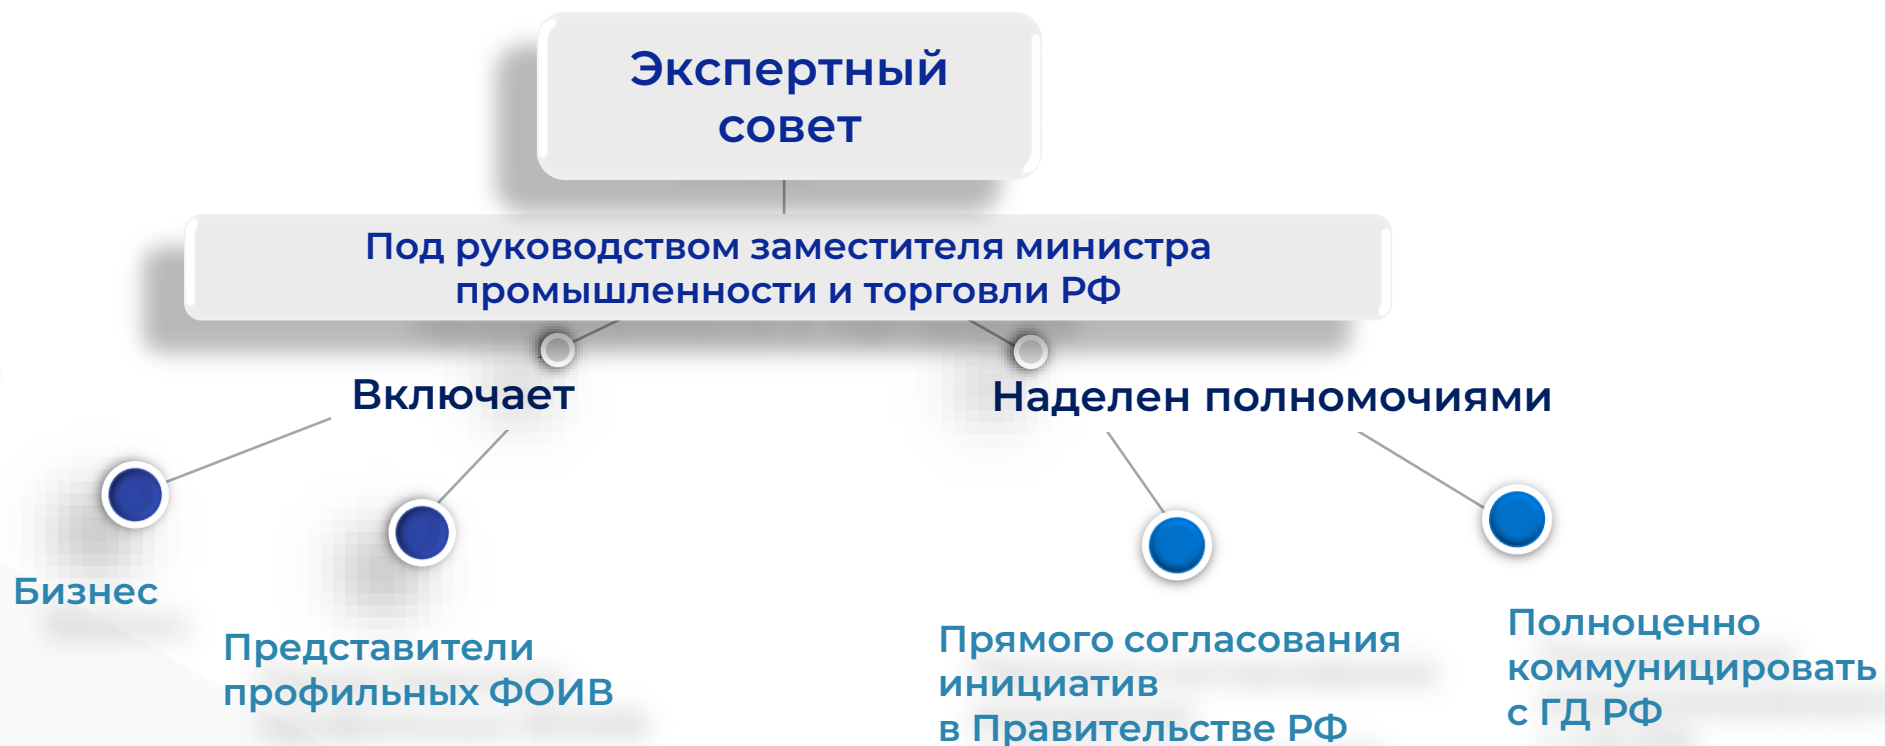 Экспертный
совет
Под руководством заместителя министра
промышленности и торговли РФ
Включает
Наделен полномочиями
Бизнес
Представители
профильных ФОИВ
Прямого согласования
инициатив
в Правительстве РФ
Полноценно
коммуницировать
с ГД РФ